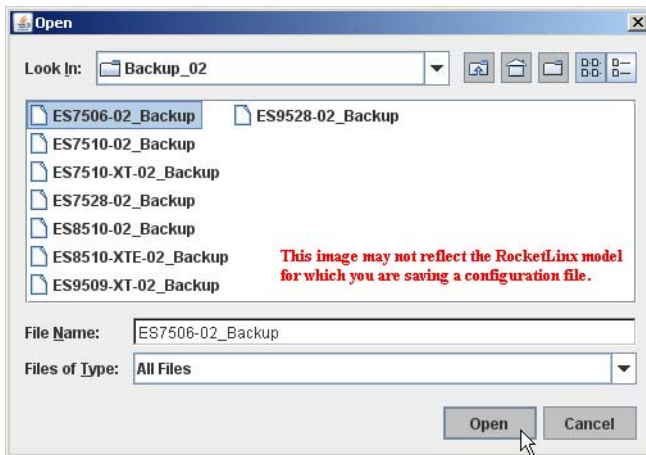 Open
Look In: Backup_02
ES7506-02_Backup ES9528-02_Backup
ES7510-02_Backup
ES7510-XT-02_Backup
ES7528-02_Backup
ES8510-02_Backup
ES8510-XTE-02_Backup
ES9509-XT-02_Backup
This image may not reflect the RocketLinx model
for which you are saving a configuration file.
File Name: ES7506-02_Backup
Files of Type: All Files
Open Cancel